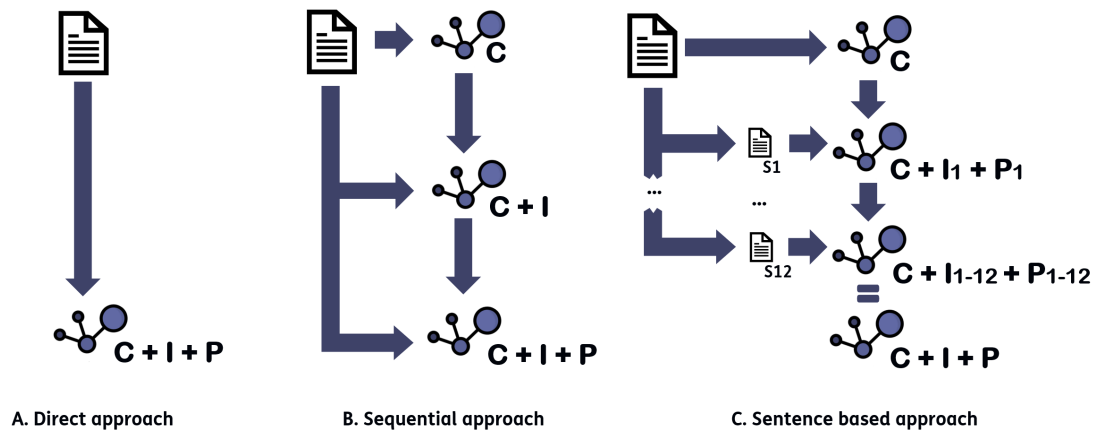 C
C + I
C + I + P
A. Direct approach
C + I + P
B. Sequential approach
C
S1
C + I1 + P1
...
...
S12
C + I1-12 + P1-12
C + I + P
C. Sentence based approach